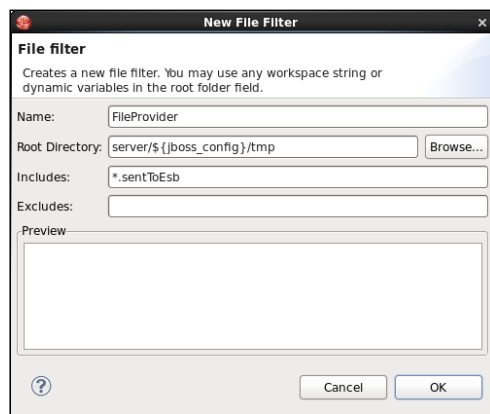 New File Filter
File filter
Creates a new file filter. You may use any workspace string or
dynamic variables in the root folder field.
Name: FileProvider
Root Directory: server/${jboss_config}/tmp Browse...
Includes: *.sentToEsb
Excludes:
Preview
Cancel OK